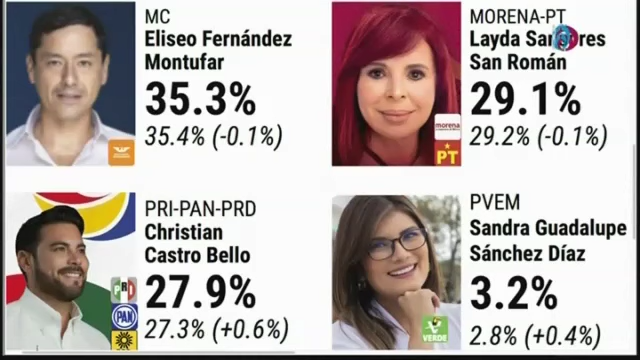 MC
Eliseo Fernández
Montufar
35.3%
35.4% (-0.1%)
MORENA-PT
Layda Sansores
San Román
29.1%
29.2% (-0.1%)
morena
PT
PRI-PAN-PRD
Christian
Castro Bello
27.9%
27.3% (+0.6%)
PRI
PAN
PVEM
Sandra Guadalupe
Sánchez Díaz
3.2%
2.8% (+0.4%)
VERDE